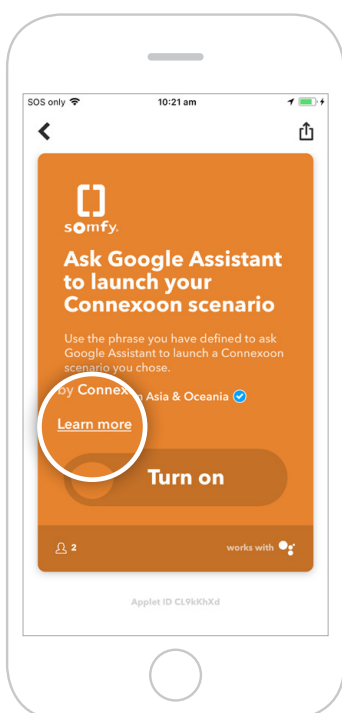 SOS only 10:21 am
somfy.
Ask Google Assistant
to launch your
Connexoon scenario
Use the phrase you have defined to ask
Google Assistant to launch a Connexoon
scenario you chose.
by Connex n Asia & Oceania
Learn more
Turn on
2 works with
Applet ID CL9kKhXd